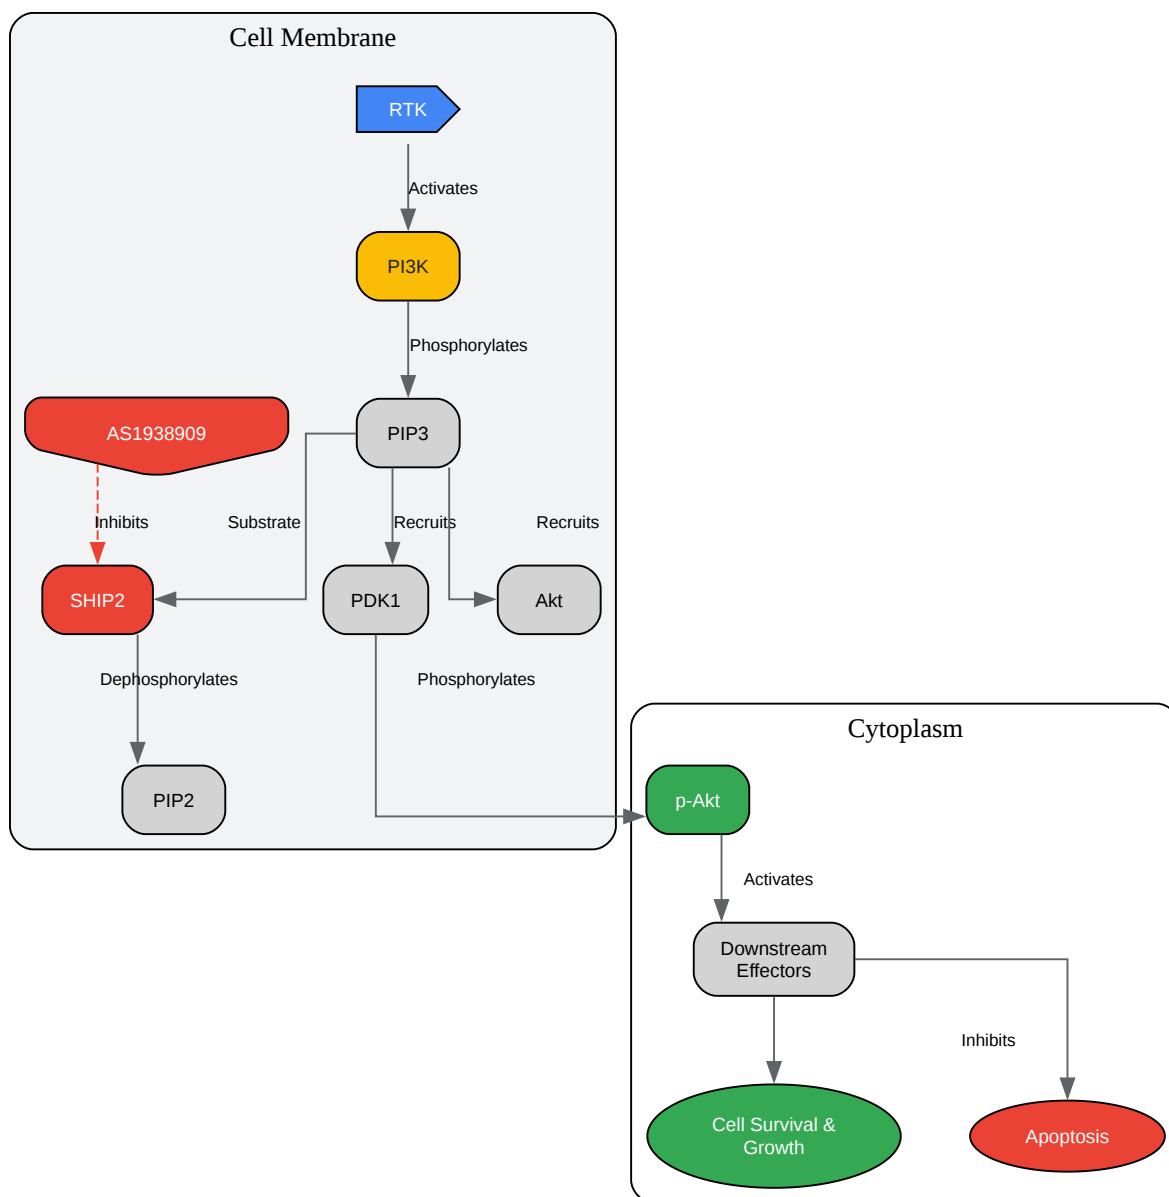 Cell Membrane
RTK
Activates
PI3K
Phosphorylates
AS1938909
PIP3
Inhibits
Substrate
Recruits
Recruits
SHIP2
PDK1
Akt
Dephosphorylates
Phosphorylates
Cytoplasm
PIP2
p-Akt
Activates
Downstream
Effectors
Inhibits
Cell Survival &
Growth
Apoptosis